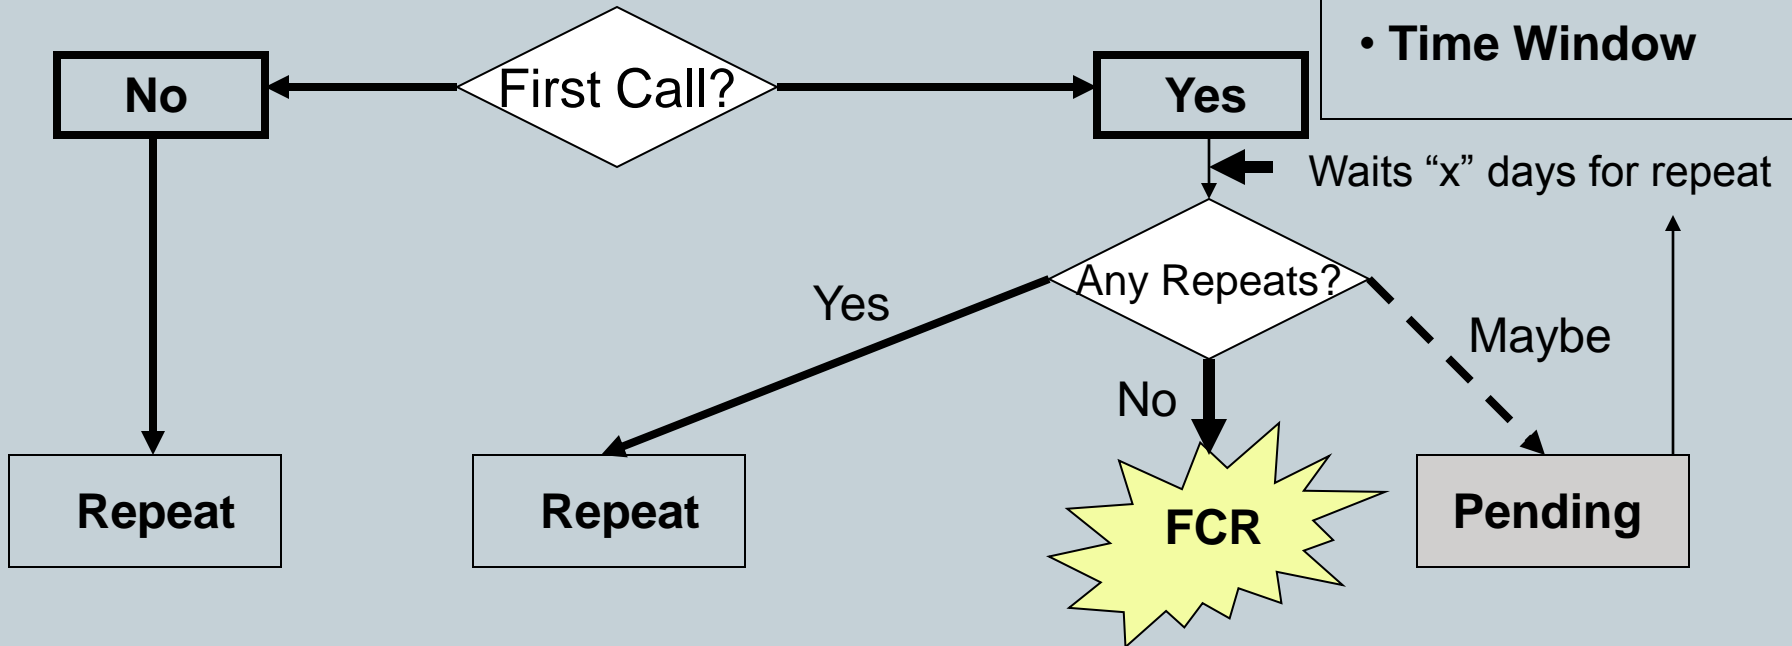 • Time Window
No
First Call?
Yes
Waits “x” days for repeat
Any Repeats?
Yes
Maybe
No
Repeat
Repeat
FCR
Pending